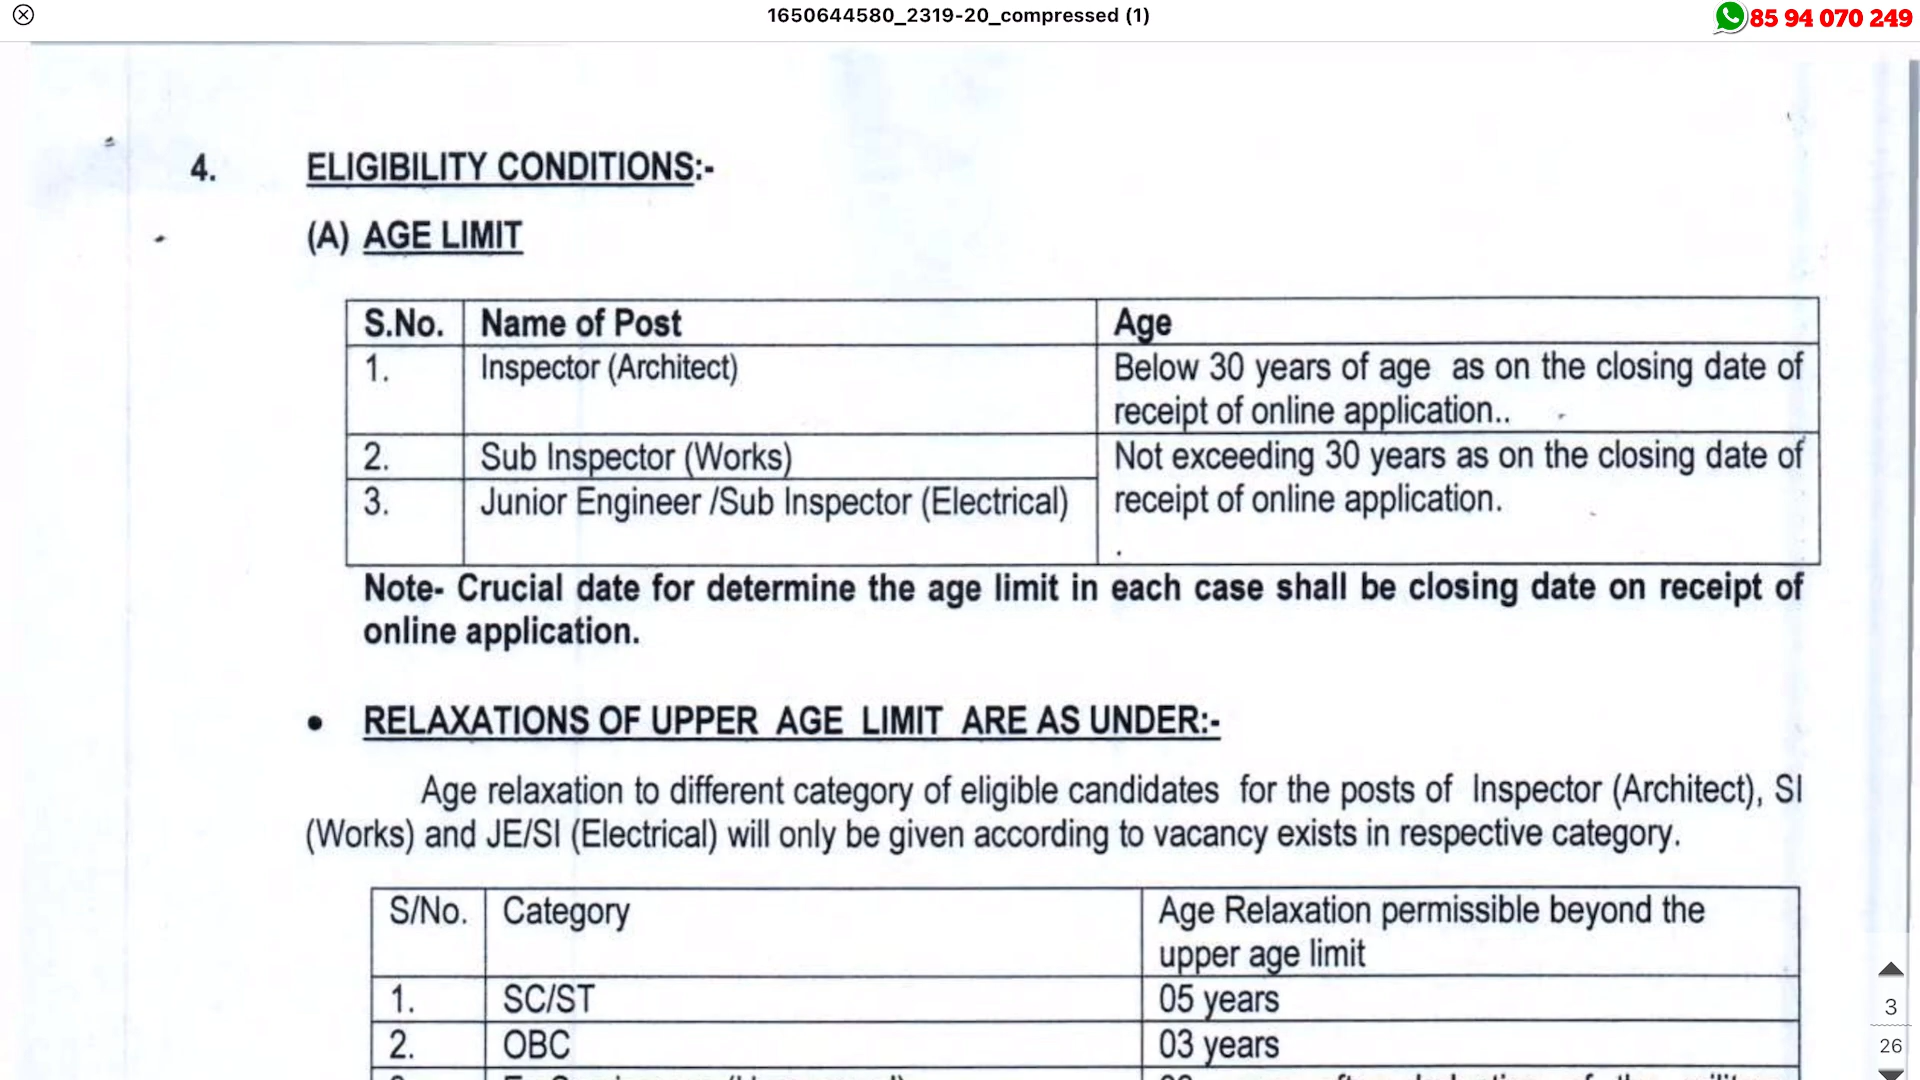 1650644580_2319-20_compressed (1)
85 94 070 249
4. ELIGIBILITY CONDITIONS:-
(A) AGE LIMIT
S.No. Name of Post Age
1. Inspector (Architect) Below 30 years of age as on the closing date of
receipt of online application..
2. Sub Inspector (Works) Not exceeding 30 years as on the closing date of
3. Junior Engineer /Sub Inspector (Electrical) receipt of online application.
Note- Crucial date for determine the age limit in each case shall be closing date on receipt of
online application.
• RELAXATIONS OF UPPER AGE LIMIT ARE AS UNDER:-
Age relaxation to different category of eligible candidates for the posts of Inspector (Architect), SI
(Works) and JE/SI (Electrical) will only be given according to vacancy exists in respective category.
S/No. Category Age Relaxation permissible beyond the
upper age limit
1. SC/ST 05 years
2. OBC 03 years
3
26